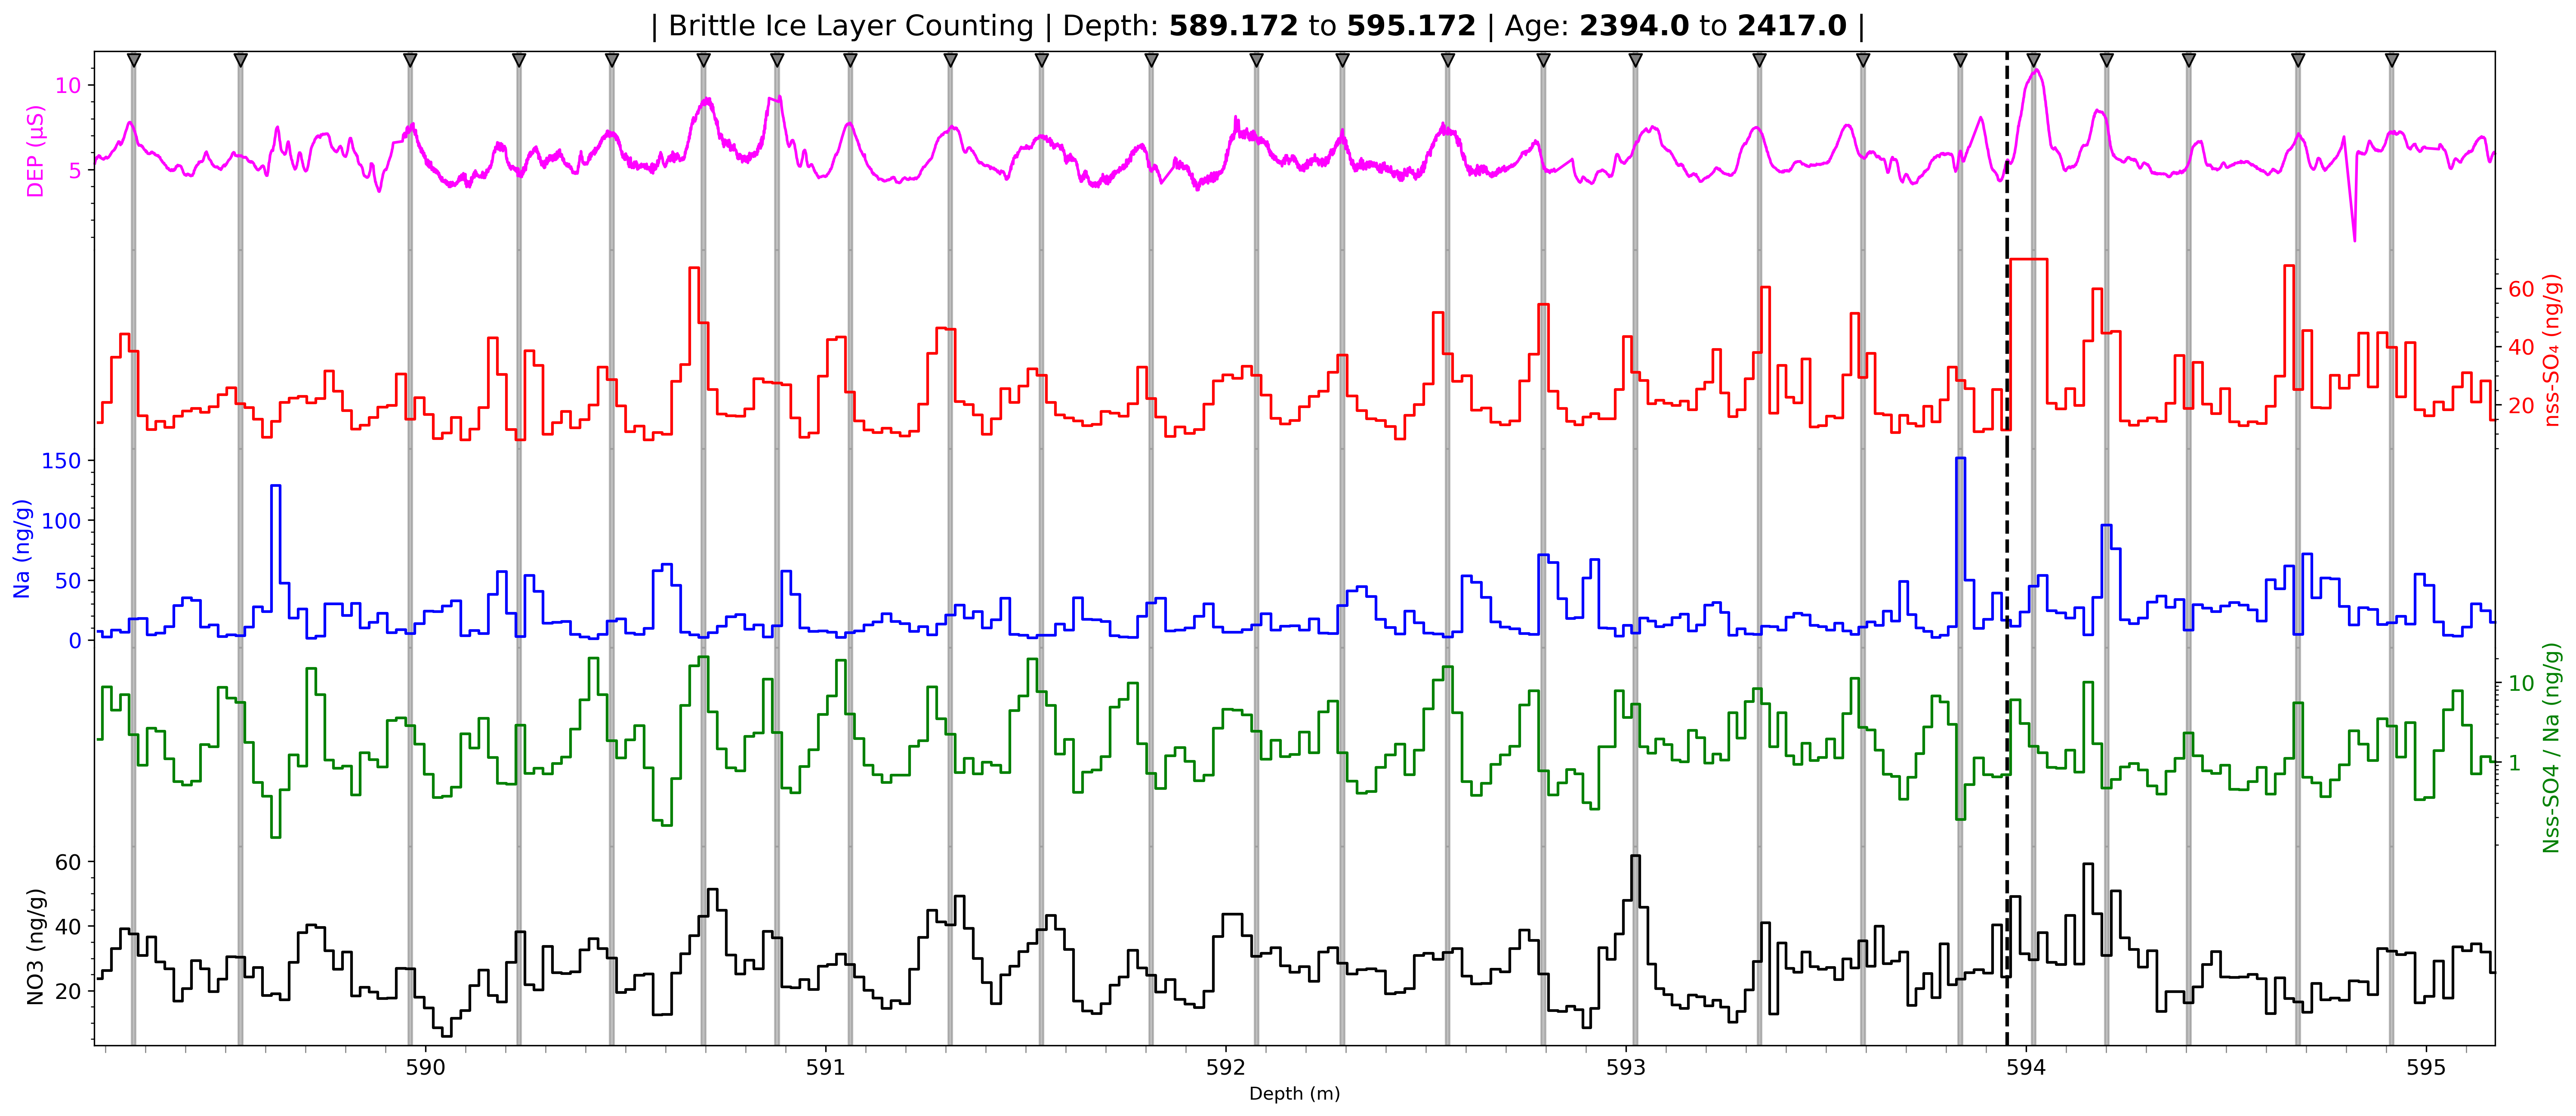 | Brittle Ice Layer Counting | Depth: 589.172 to 595.172 | Age: 2394.0 to 2417.0 |
DEP (μS)
10
5
nss-SO₄ (ng/g)
60
40
20
Na (ng/g)
150
100
50
0
Nss-SO4 / Na (ng/g)
10
1
NO3 (ng/g)
60
40
20
590
591
592
593
594
595
Depth (m)